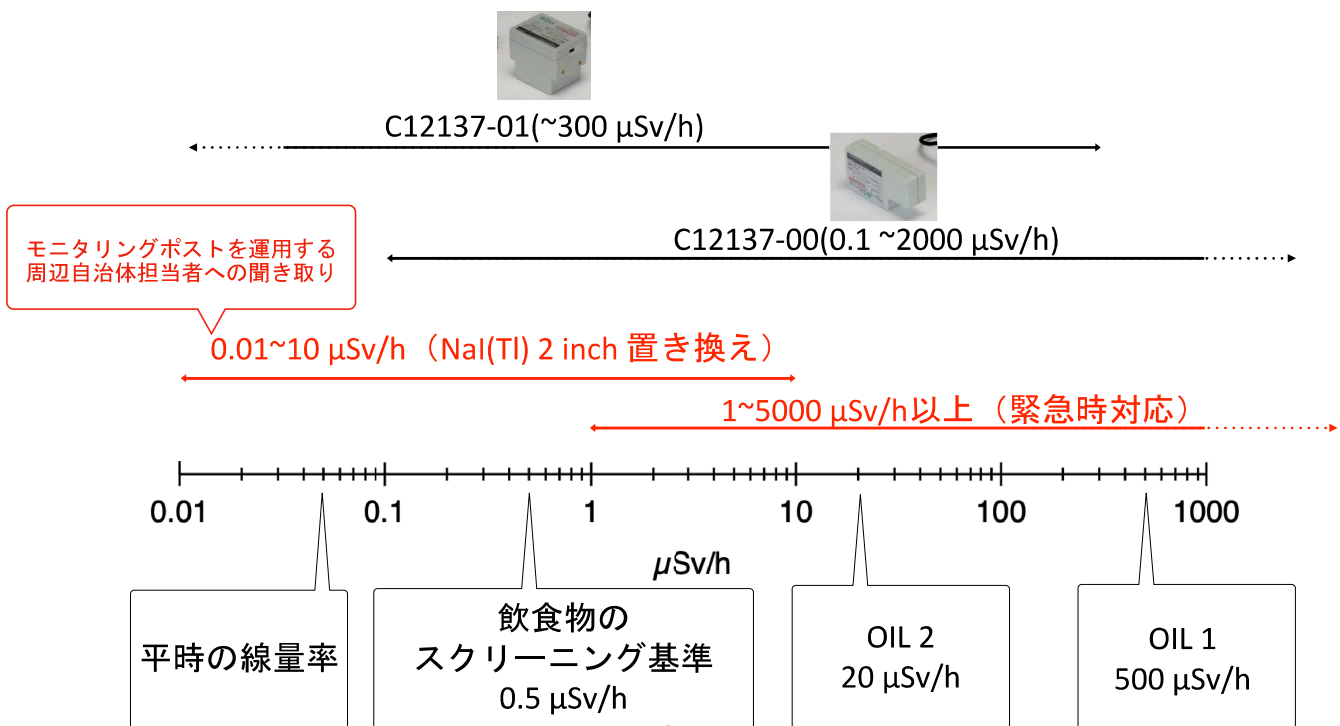 C12137-01(~300 µSv/h)
C12137-00(0.1 ~2000 µSv/h)
モニタリングポストを運用する
周辺自治体担当者への聞き取り
0.01~10 µSv/h（NaI(Tl) 2 inch 置き換え）
1~5000 µSv/h以上（緊急時対応）
0.01 0.1 1 10 100 1000
µSv/h
平時の線量率
飲食物の
スクリーニング基準
0.5 µSv/h
OIL 2
20 µSv/h
OIL 1
500 µSv/h